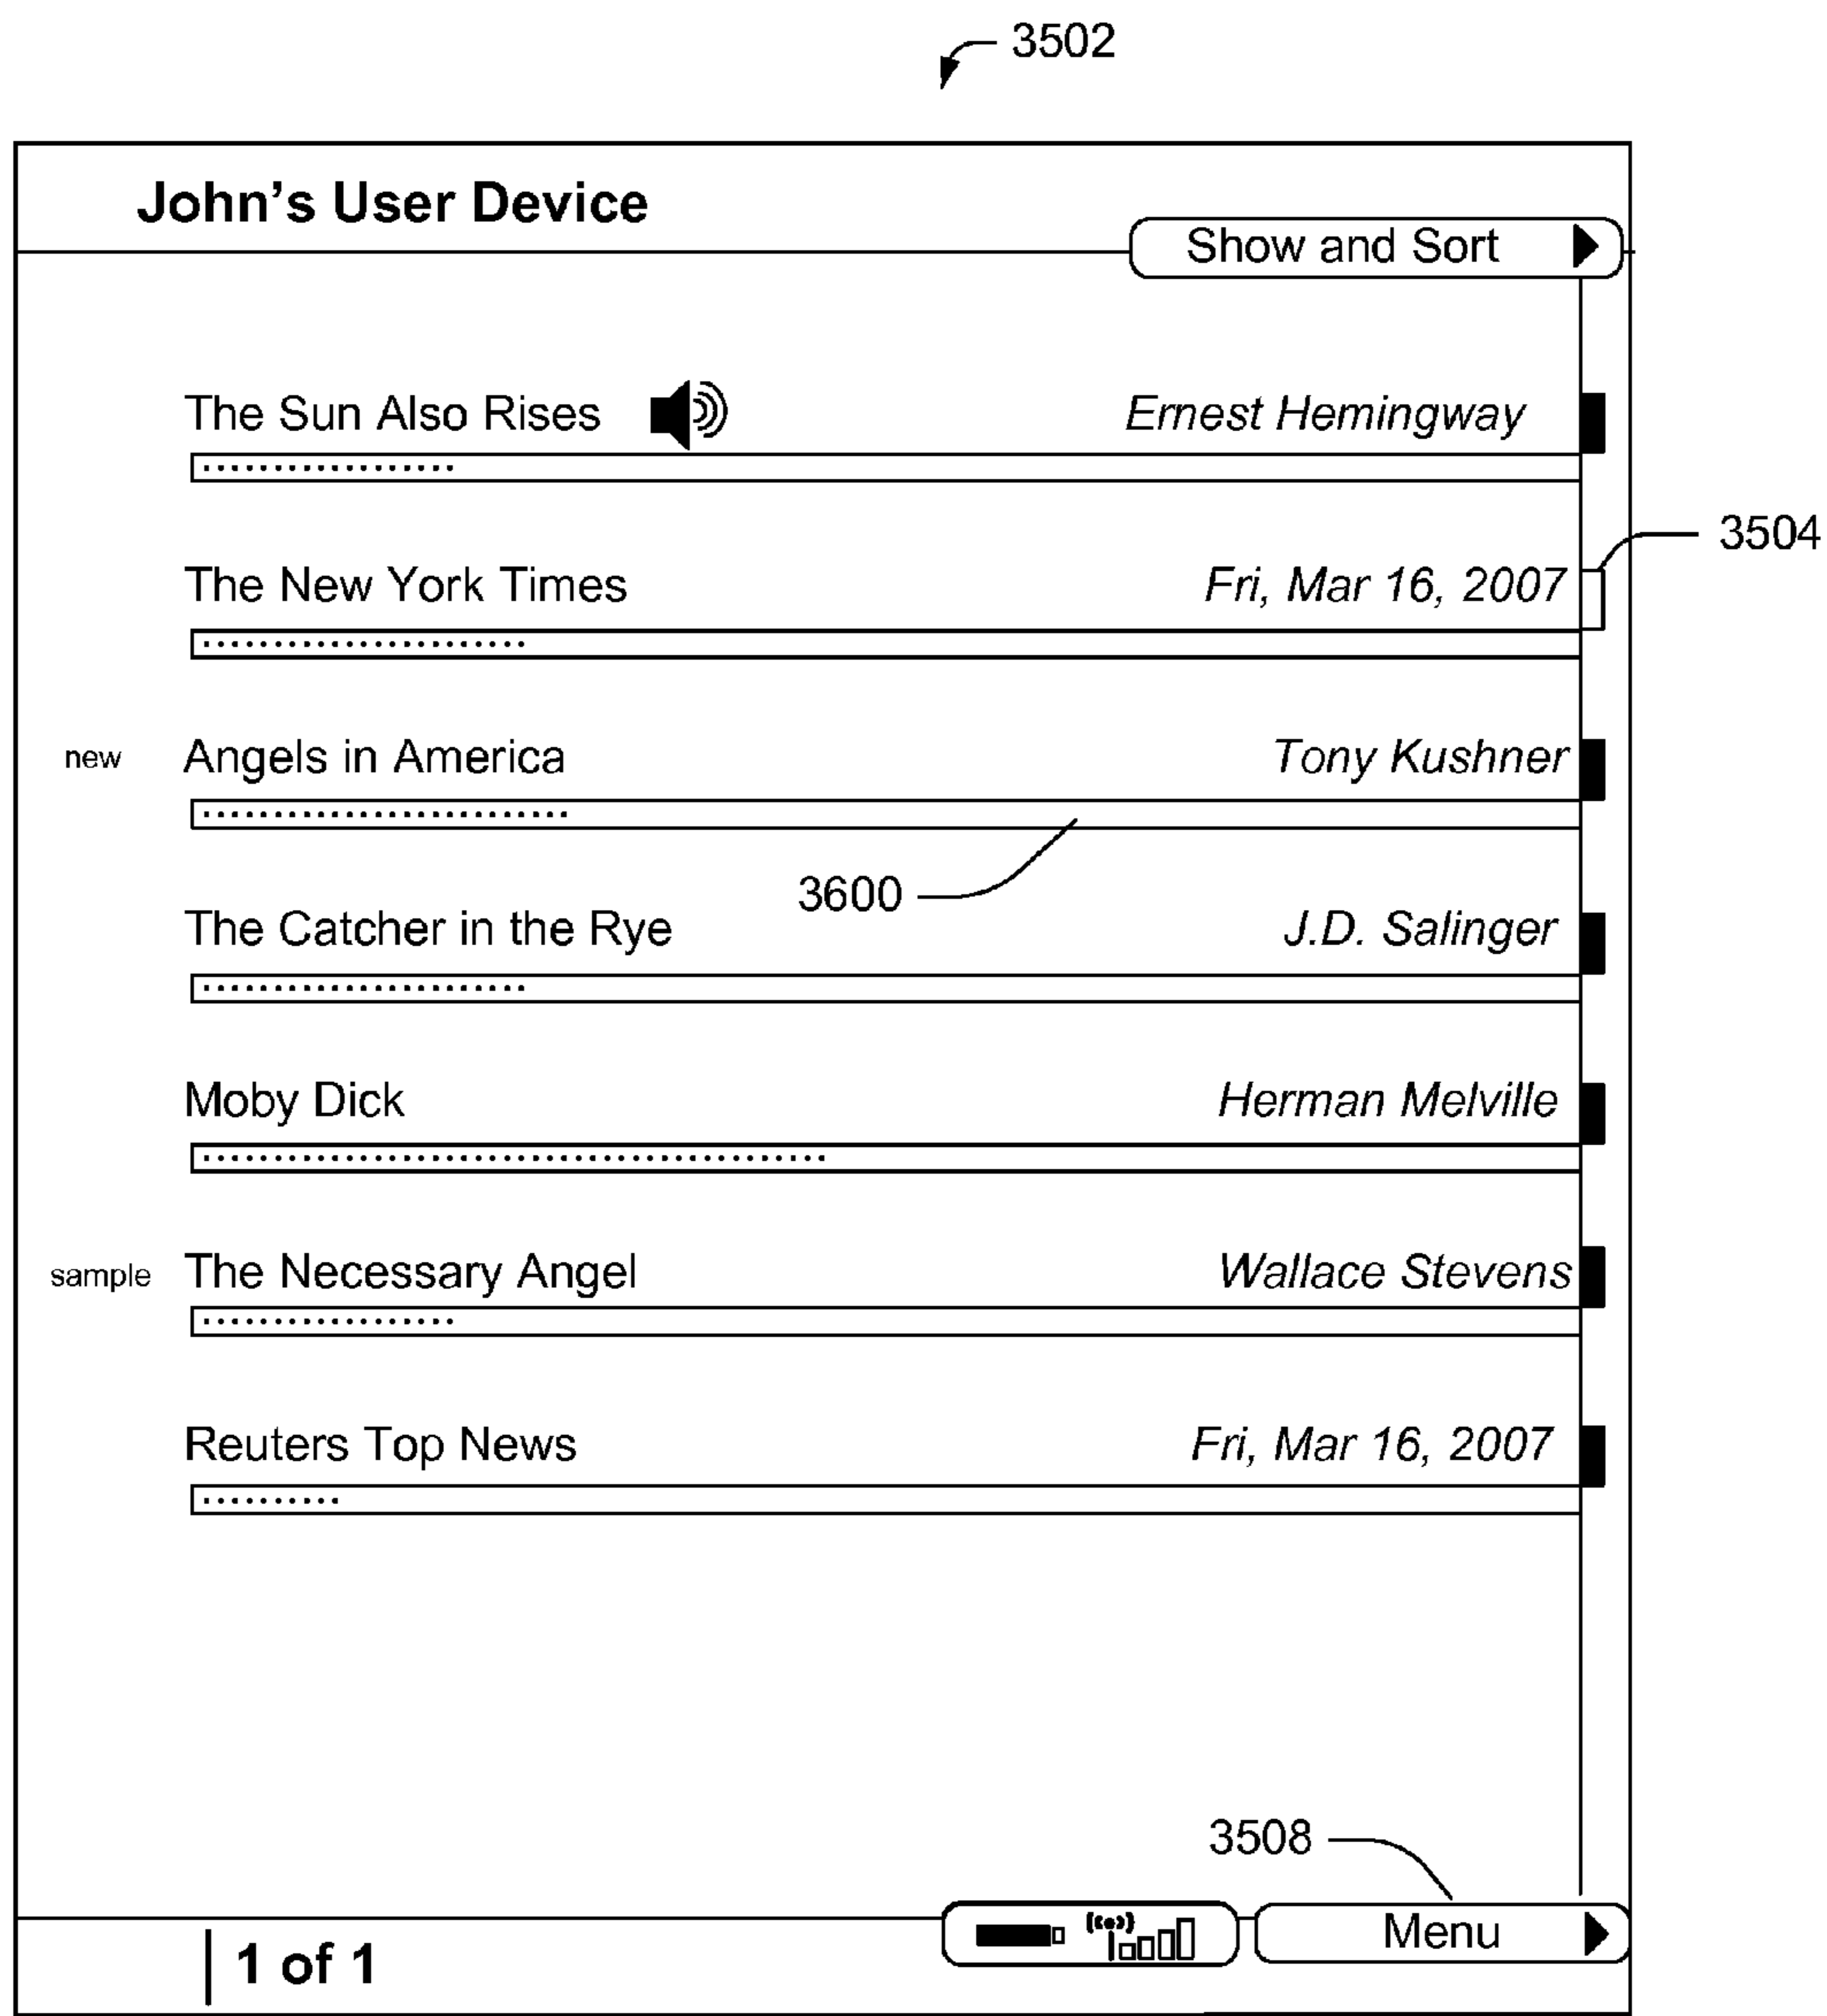 3502
John's User Device
Show and Sort
The Sun Also Rises Ernest Hemingway
3504
The New York Times Fri, Mar 16, 2007
new Angels in America Tony Kushner
3600
The Catcher in the Rye J.D. Salinger
Moby Dick Herman Melville
sample The Necessary Angel Wallace Stevens
Reuters Top News Fri, Mar 16, 2007
3508
Menu
1 of 1